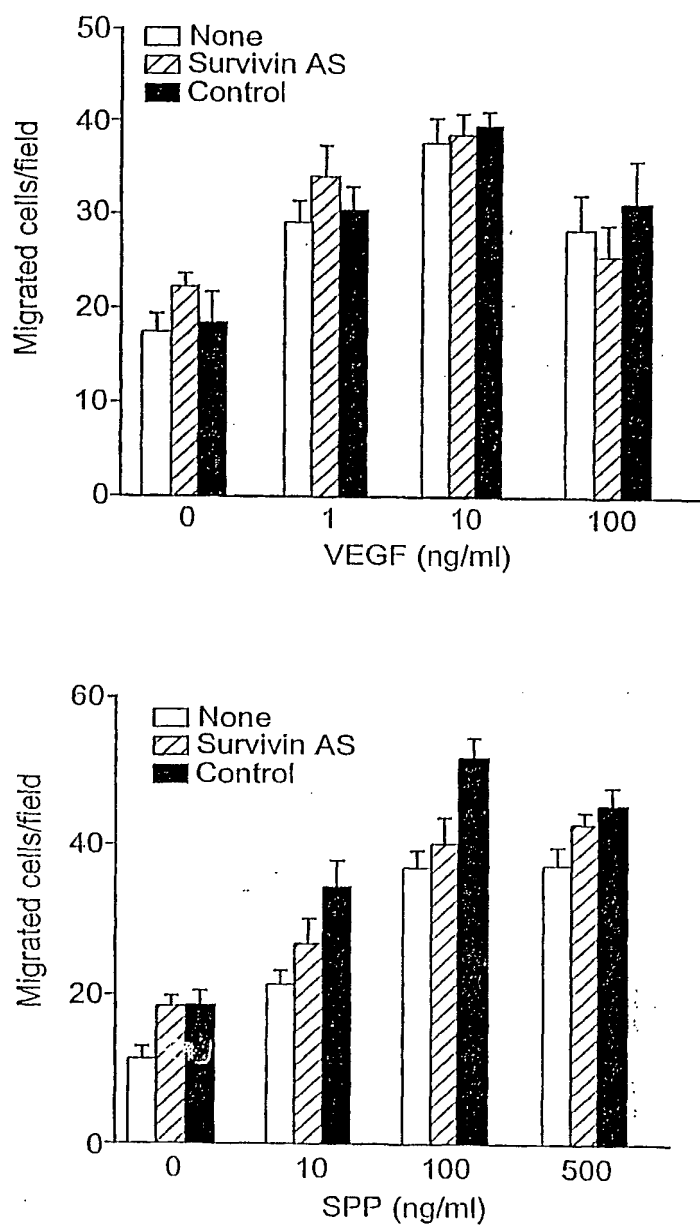 50
40
30
20
10
0
Migrated cells/field
None
Survivin AS
Control
0 1 10 100
VEGF (ng/ml)
60
40
20
0
Migrated cells/field
None
Survivin AS
Control
0 10 100 500
SPP (ng/ml)